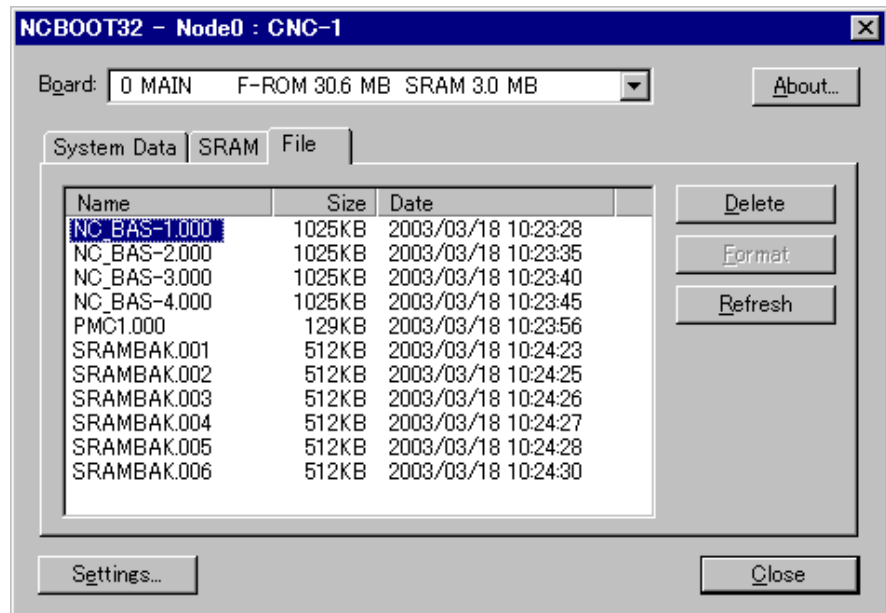 NCBOOT32 - Node0 : CNC-1
Board: 0 MAIN F-ROM 30.6 MB SRAM 3.0 MB About...
System Data SRAM File
Name Size Date Delete
NC_BAS-1.000 1025KB 2003/03/18 10:23:28
NC_BAS-2.000 1025KB 2003/03/18 10:23:35 Format
NC_BAS-3.000 1025KB 2003/03/18 10:23:40
NC_BAS-4.000 1025KB 2003/03/18 10:23:45 Refresh
PMC1.000 129KB 2003/03/18 10:23:56
SRAMBAK.001 512KB 2003/03/18 10:24:23
SRAMBAK.002 512KB 2003/03/18 10:24:25
SRAMBAK.003 512KB 2003/03/18 10:24:26
SRAMBAK.004 512KB 2003/03/18 10:24:27
SRAMBAK.005 512KB 2003/03/18 10:24:28
SRAMBAK.006 512KB 2003/03/18 10:24:30
Settings... Close